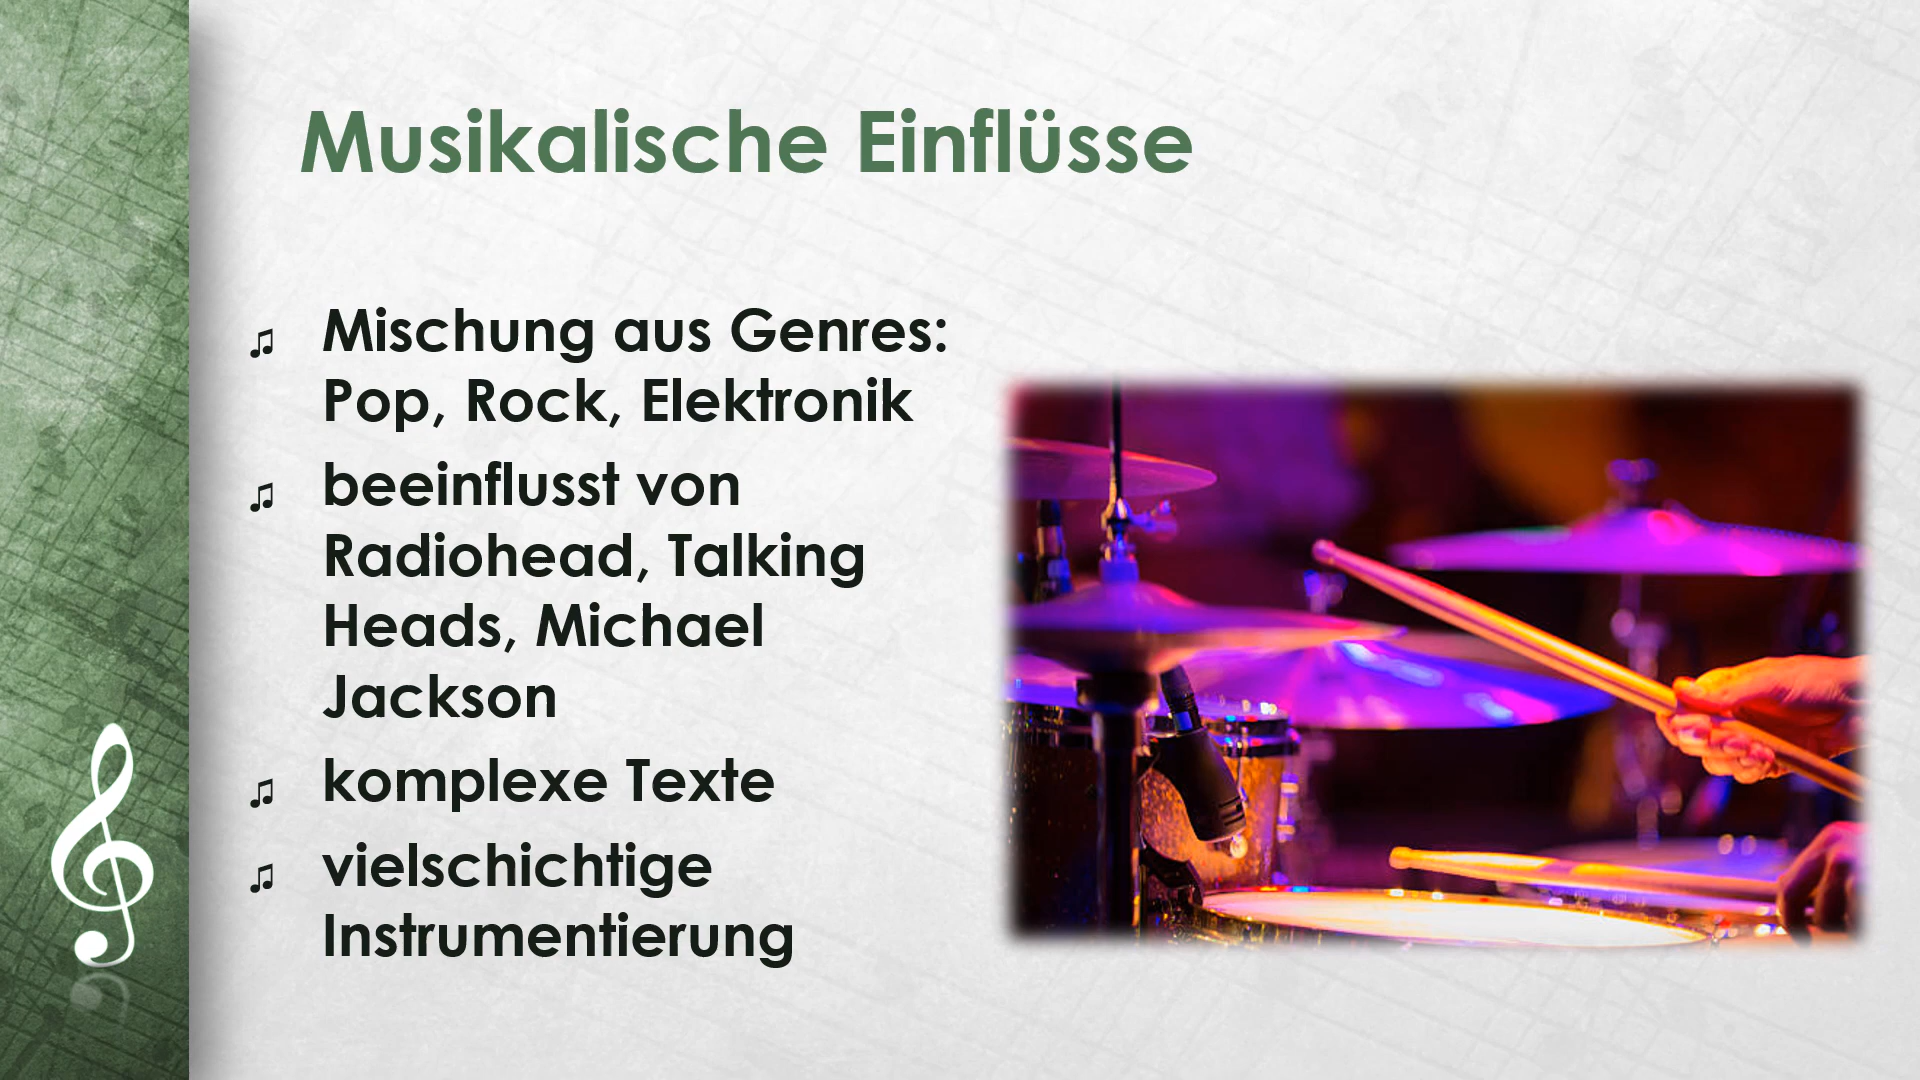 Musikalische Einflüsse
♫ Mischung aus Genres:
Pop, Rock, Elektronik
♫ beeinflusst von
Radiohead, Talking
Heads, Michael
Jackson
♫ komplexe Texte
♫ vielschichtige
Instrumentierung